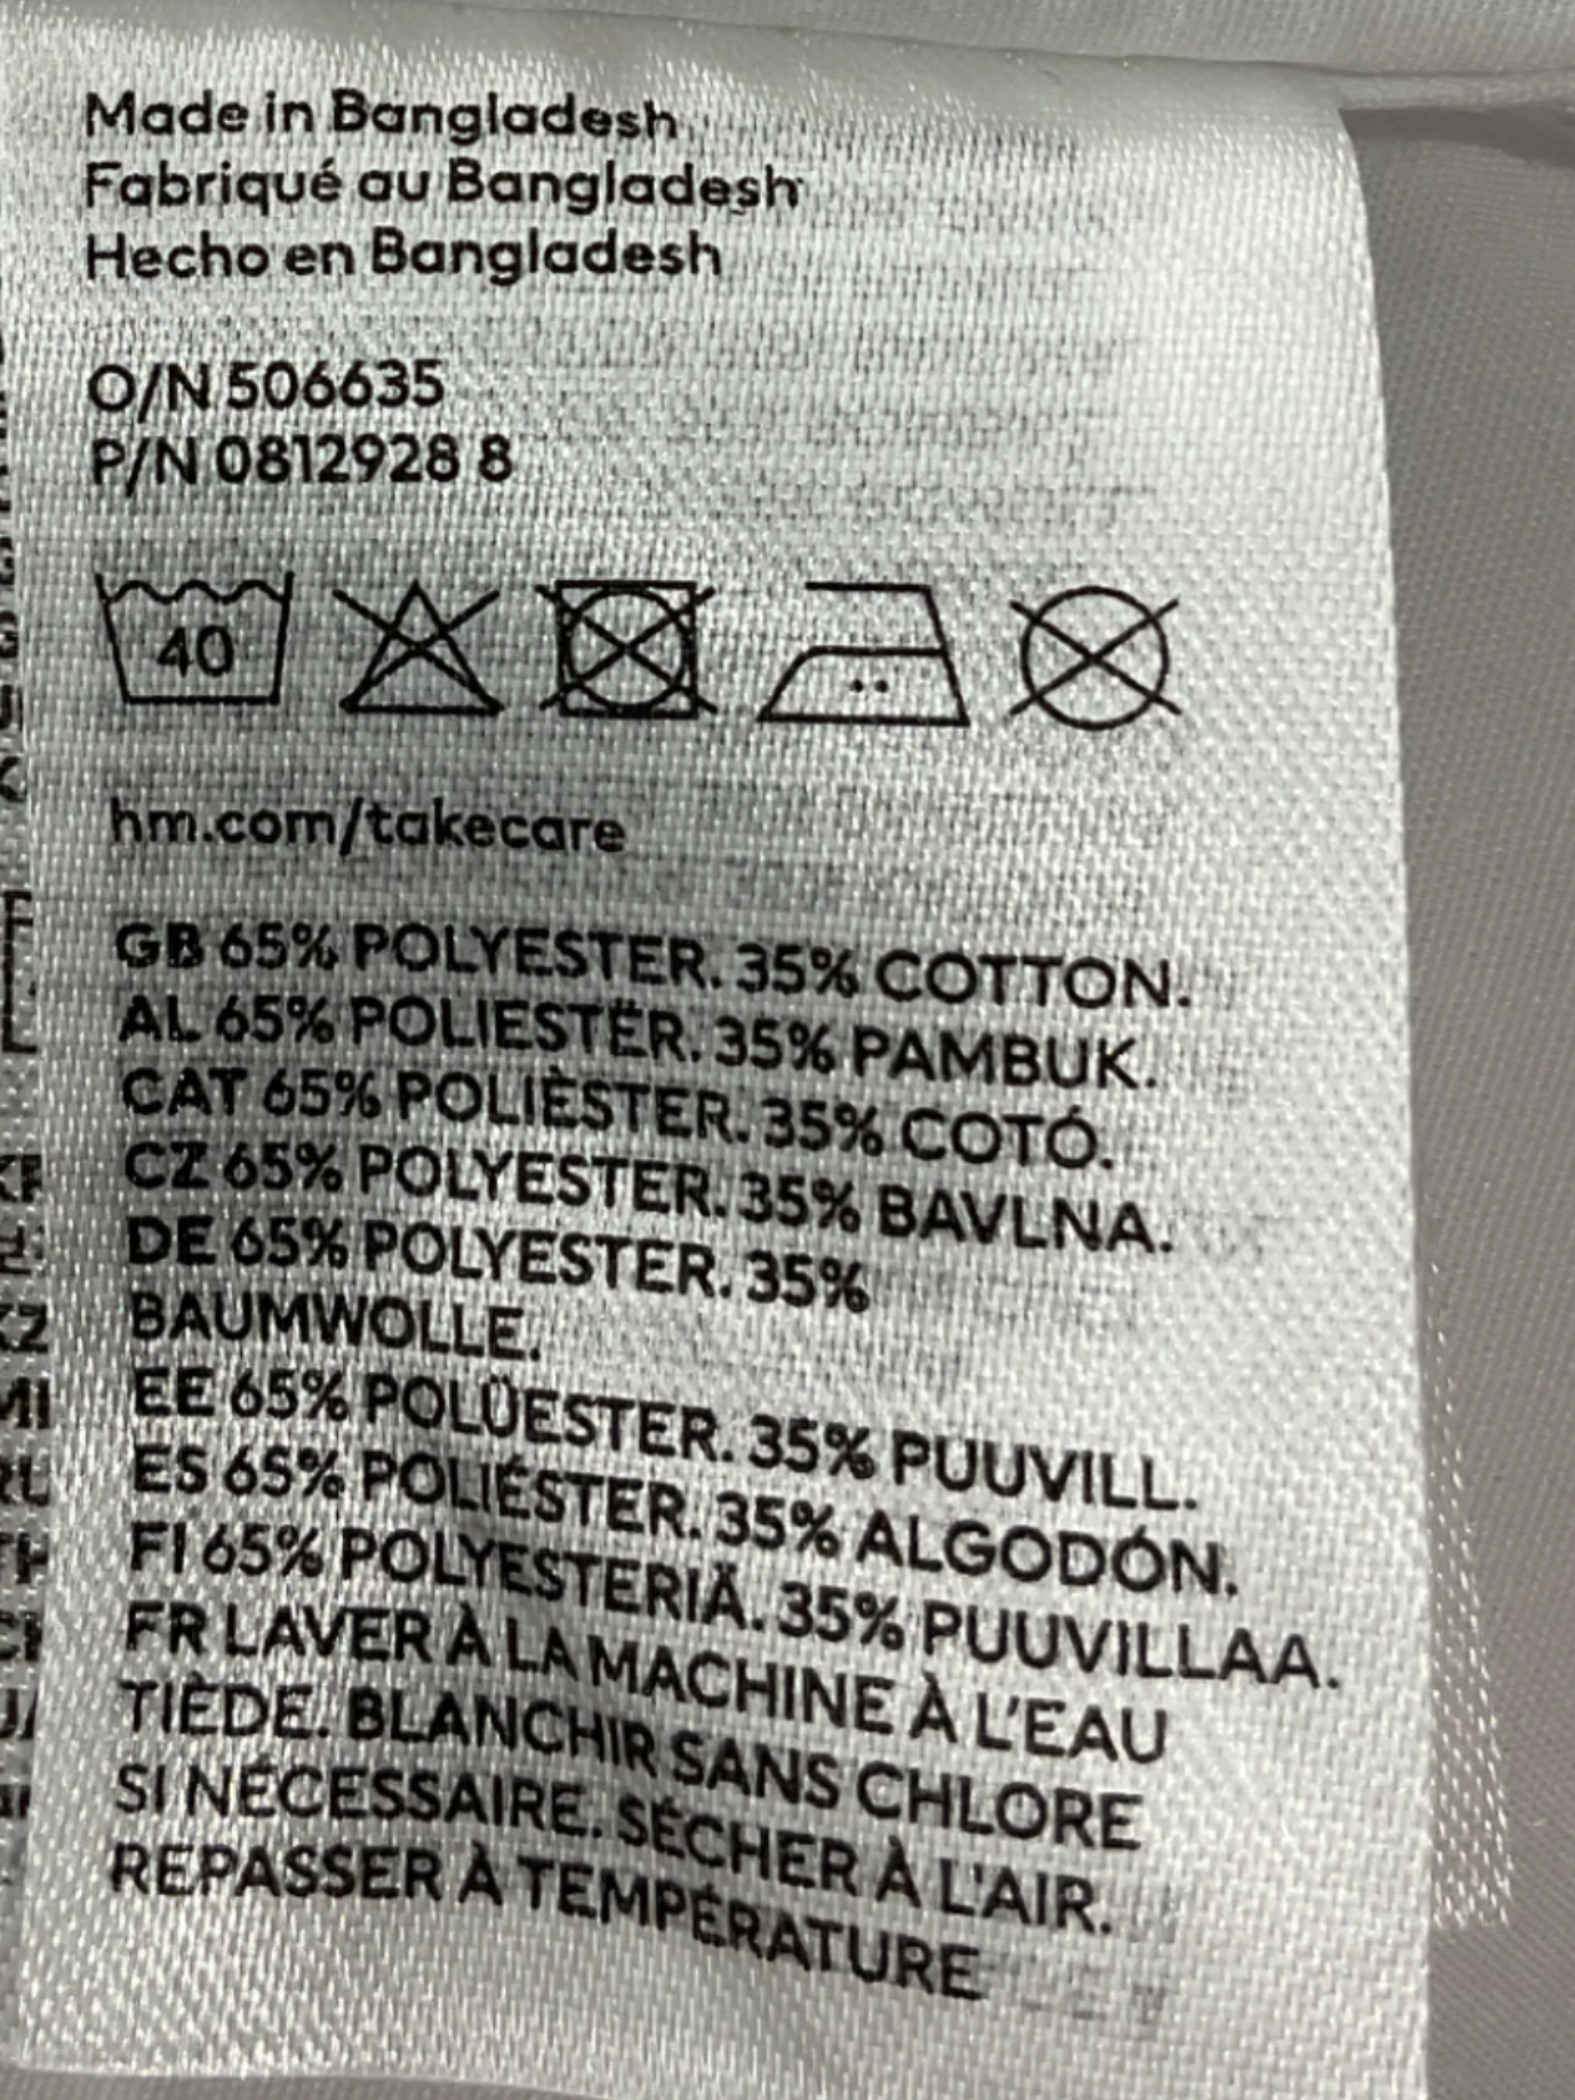 Made in Bangladesh
Fabriqué au Bangladesh
Hecho en Bangladesh
O/N 506635
P/N 0812928 8
40
hm.com/takecare
GB 65% POLYESTER. 35% COTTON.
AL 65% POLIESTËR. 35% PAMBUK.
CAT 65% POLIÈSTER. 35% COTÓ.
CZ 65% POLYESTER. 35% BAVLNA.
DE 65% POLYESTER. 35%
BAUMWOLLE.
EE 65% POLÜESTER. 35% PUUVILL.
ES 65% POLIÉSTER. 35% ALGODÓN.
FI 65% POLYESTERIÄ. 35% PUUVILLAA.
FR LAVER À LA MACHINE À L'EAU
TIÈDE. BLANCHIR SANS CHLORE
SI NÉCESSAIRE. SÉCHER À L'AIR.
REPASSER À TEMPÉRATURE